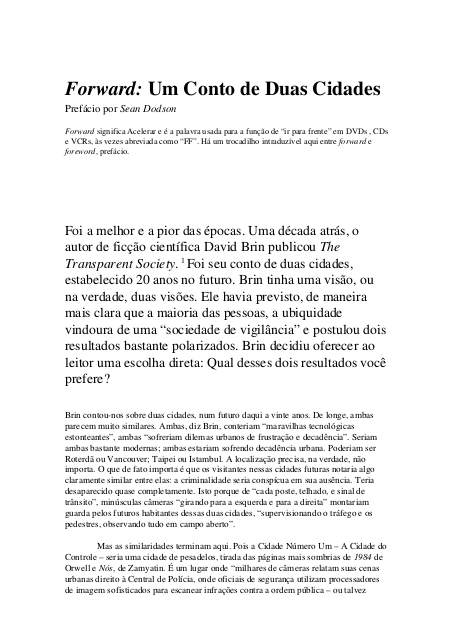 Forward: Um Conto de Duas Cidades
Prefácio por Sean Dodson
Forward significa Acelerar e é a palavra usada para a função de “ir para frente” em DVDs , CDs
e VCRs, às vezes abreviada como “FF”. Há um trocadilho intraduzível aqui entre forward e
foreword, prefácio.
Foi a melhor e a pior das épocas. Uma década atrás, o
autor de ficção científica David Brin publicou The
Transparent Society. 1 Foi seu conto de duas cidades,
estabelecido 20 anos no futuro. Brin tinha uma visão, ou
na verdade, duas visões. Ele havia previsto, de maneira
mais clara que a maioria das pessoas, a ubiquidade
vindoura de uma “sociedade de vigilância” e postulou dois
resultados bastante polarizados. Brin decidiu oferecer ao
leitor uma escolha direta: Qual desses dois resultados você
prefere?
Brin contou-nos sobre duas cidades, num futuro daqui a vinte anos. De longe, ambas
parecem muito similares. Ambas, diz Brin, conteriam “maravilhas tecnológicas
estonteantes”, ambas “sofreriam dilemas urbanos de frustração e decadência”. Seriam
ambas bastante modernas; ambas estariam sofrendo decadência urbana. Poderiam ser
Roterdã ou Vancouver; Taipei ou Istambul. A localização precisa, na verdade, não
importa. O que de fato importa é que os visitantes nessas cidades futuras notaria algo
claramente similar entre elas: a criminalidade seria conspícua em sua ausência. Teria
desaparecido quase completamente. Isto porque de “cada poste, telhado, e sinal de
trânsito”, minúsculas câmeras “girando para a esquerda e para a direita” montariam
guarda pelos futuros habitantes dessas duas cidades, “supervisionando o tráfego e os
pedestres, observando tudo em campo aberto”.
Mas as similaridades terminam aqui. Pois a Cidade Número Um – A Cidade do
Controle – seria uma cidade de pesadelos, tirada das páginas mais sombrias de 1984 de
Orwell e Nós, de Zamyatin. É um lugar onde “milhares de câmeras relatam suas cenas
urbanas direito à Central de Polícia, onde oficiais de segurança utilizam processadores
de imagem sofisticados para escanear infrações contra a ordem pública – ou talvez